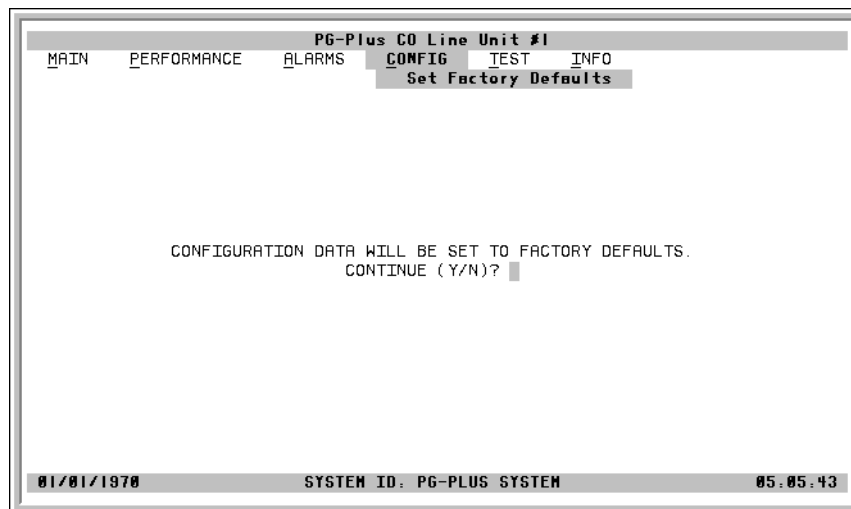 PG-Plus CO Line Unit #1
MAIN PERFORMANCE ALARMS CONFIG TEST INFO
Set Factory Defaults
CONFIGURATION DATA WILL BE SET TO FACTORY DEFAULTS.
CONTINUE (Y/N)?
01/01/1970 SYSTEM ID: PG-PLUS SYSTEM 05:05:43